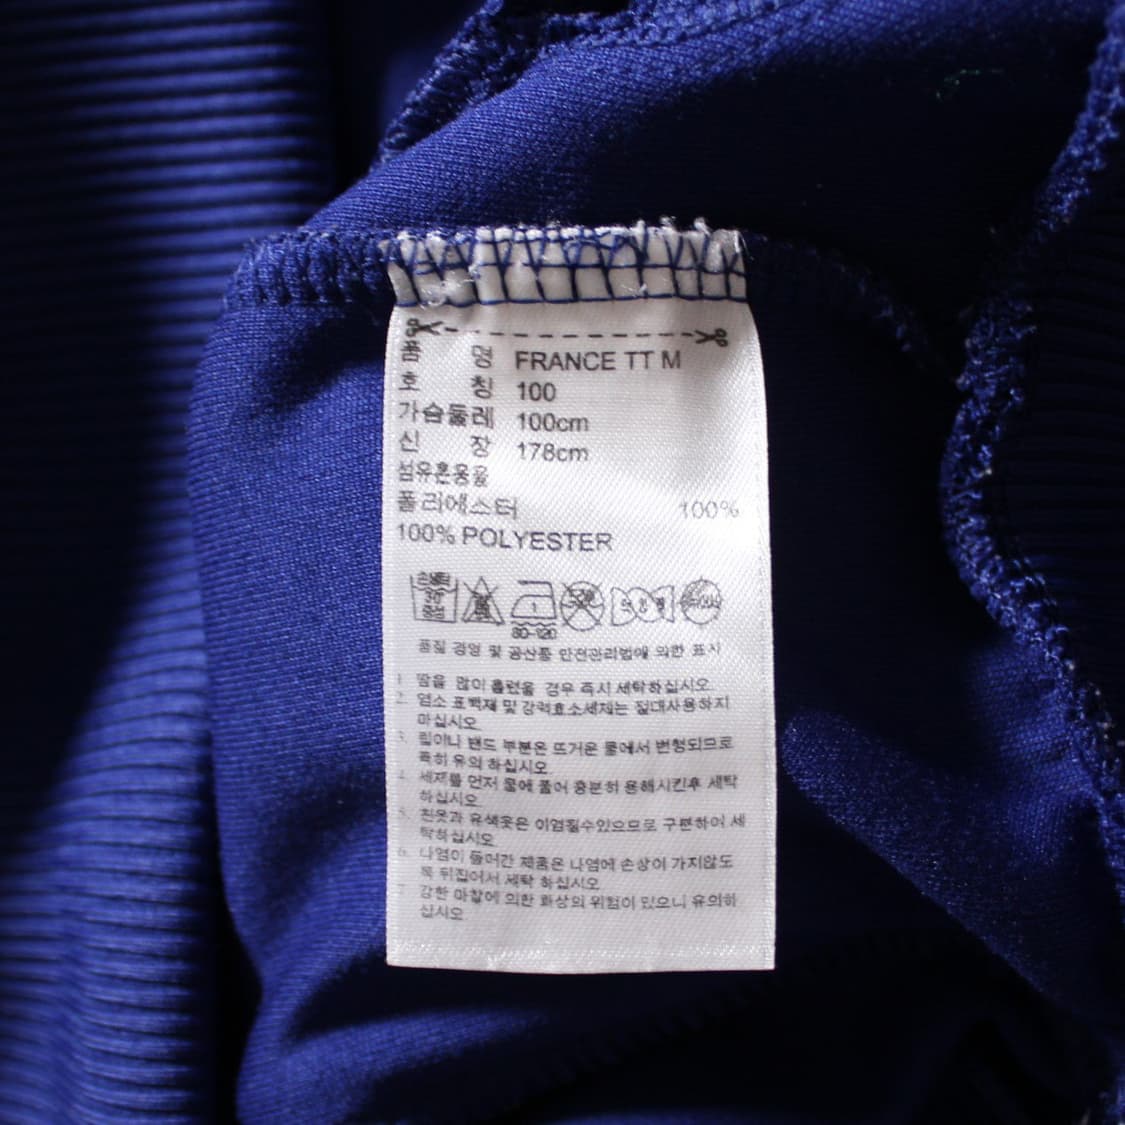 품 명 FRANCE TT M
호 칭 100
가슴둘레 100cm
신 장 178cm
섬유혼용율
폴리에스터 100%
100% POLYESTER
손세탁
30
중성
80-120
품질 경영 및 공산품 안전관리법에 의한 표시
1. 땀을 많이 흘렸을 경우 즉시 세탁하십시오.
2. 염소 표백제 및 강력효소세제는 절대사용하지
마십시오.
3. 립이나 밴드 부분은 뜨거운 물에서 변형되므로
특히 유의 하십시오.
4. 세제를 먼저 물에 풀어 충분히 용해시킨후 세탁
하십시오.
5. 흰옷과 유색옷은 이염될수있으므로 구분하여 세
탁하십시오.
6. 나염이 들어간 제품은 나염에 손상이 가지않도
록 뒤집어서 세탁 하십시오.
7. 강한 마찰에 의한 화상의 위험이 있으니 유의하
십시오.